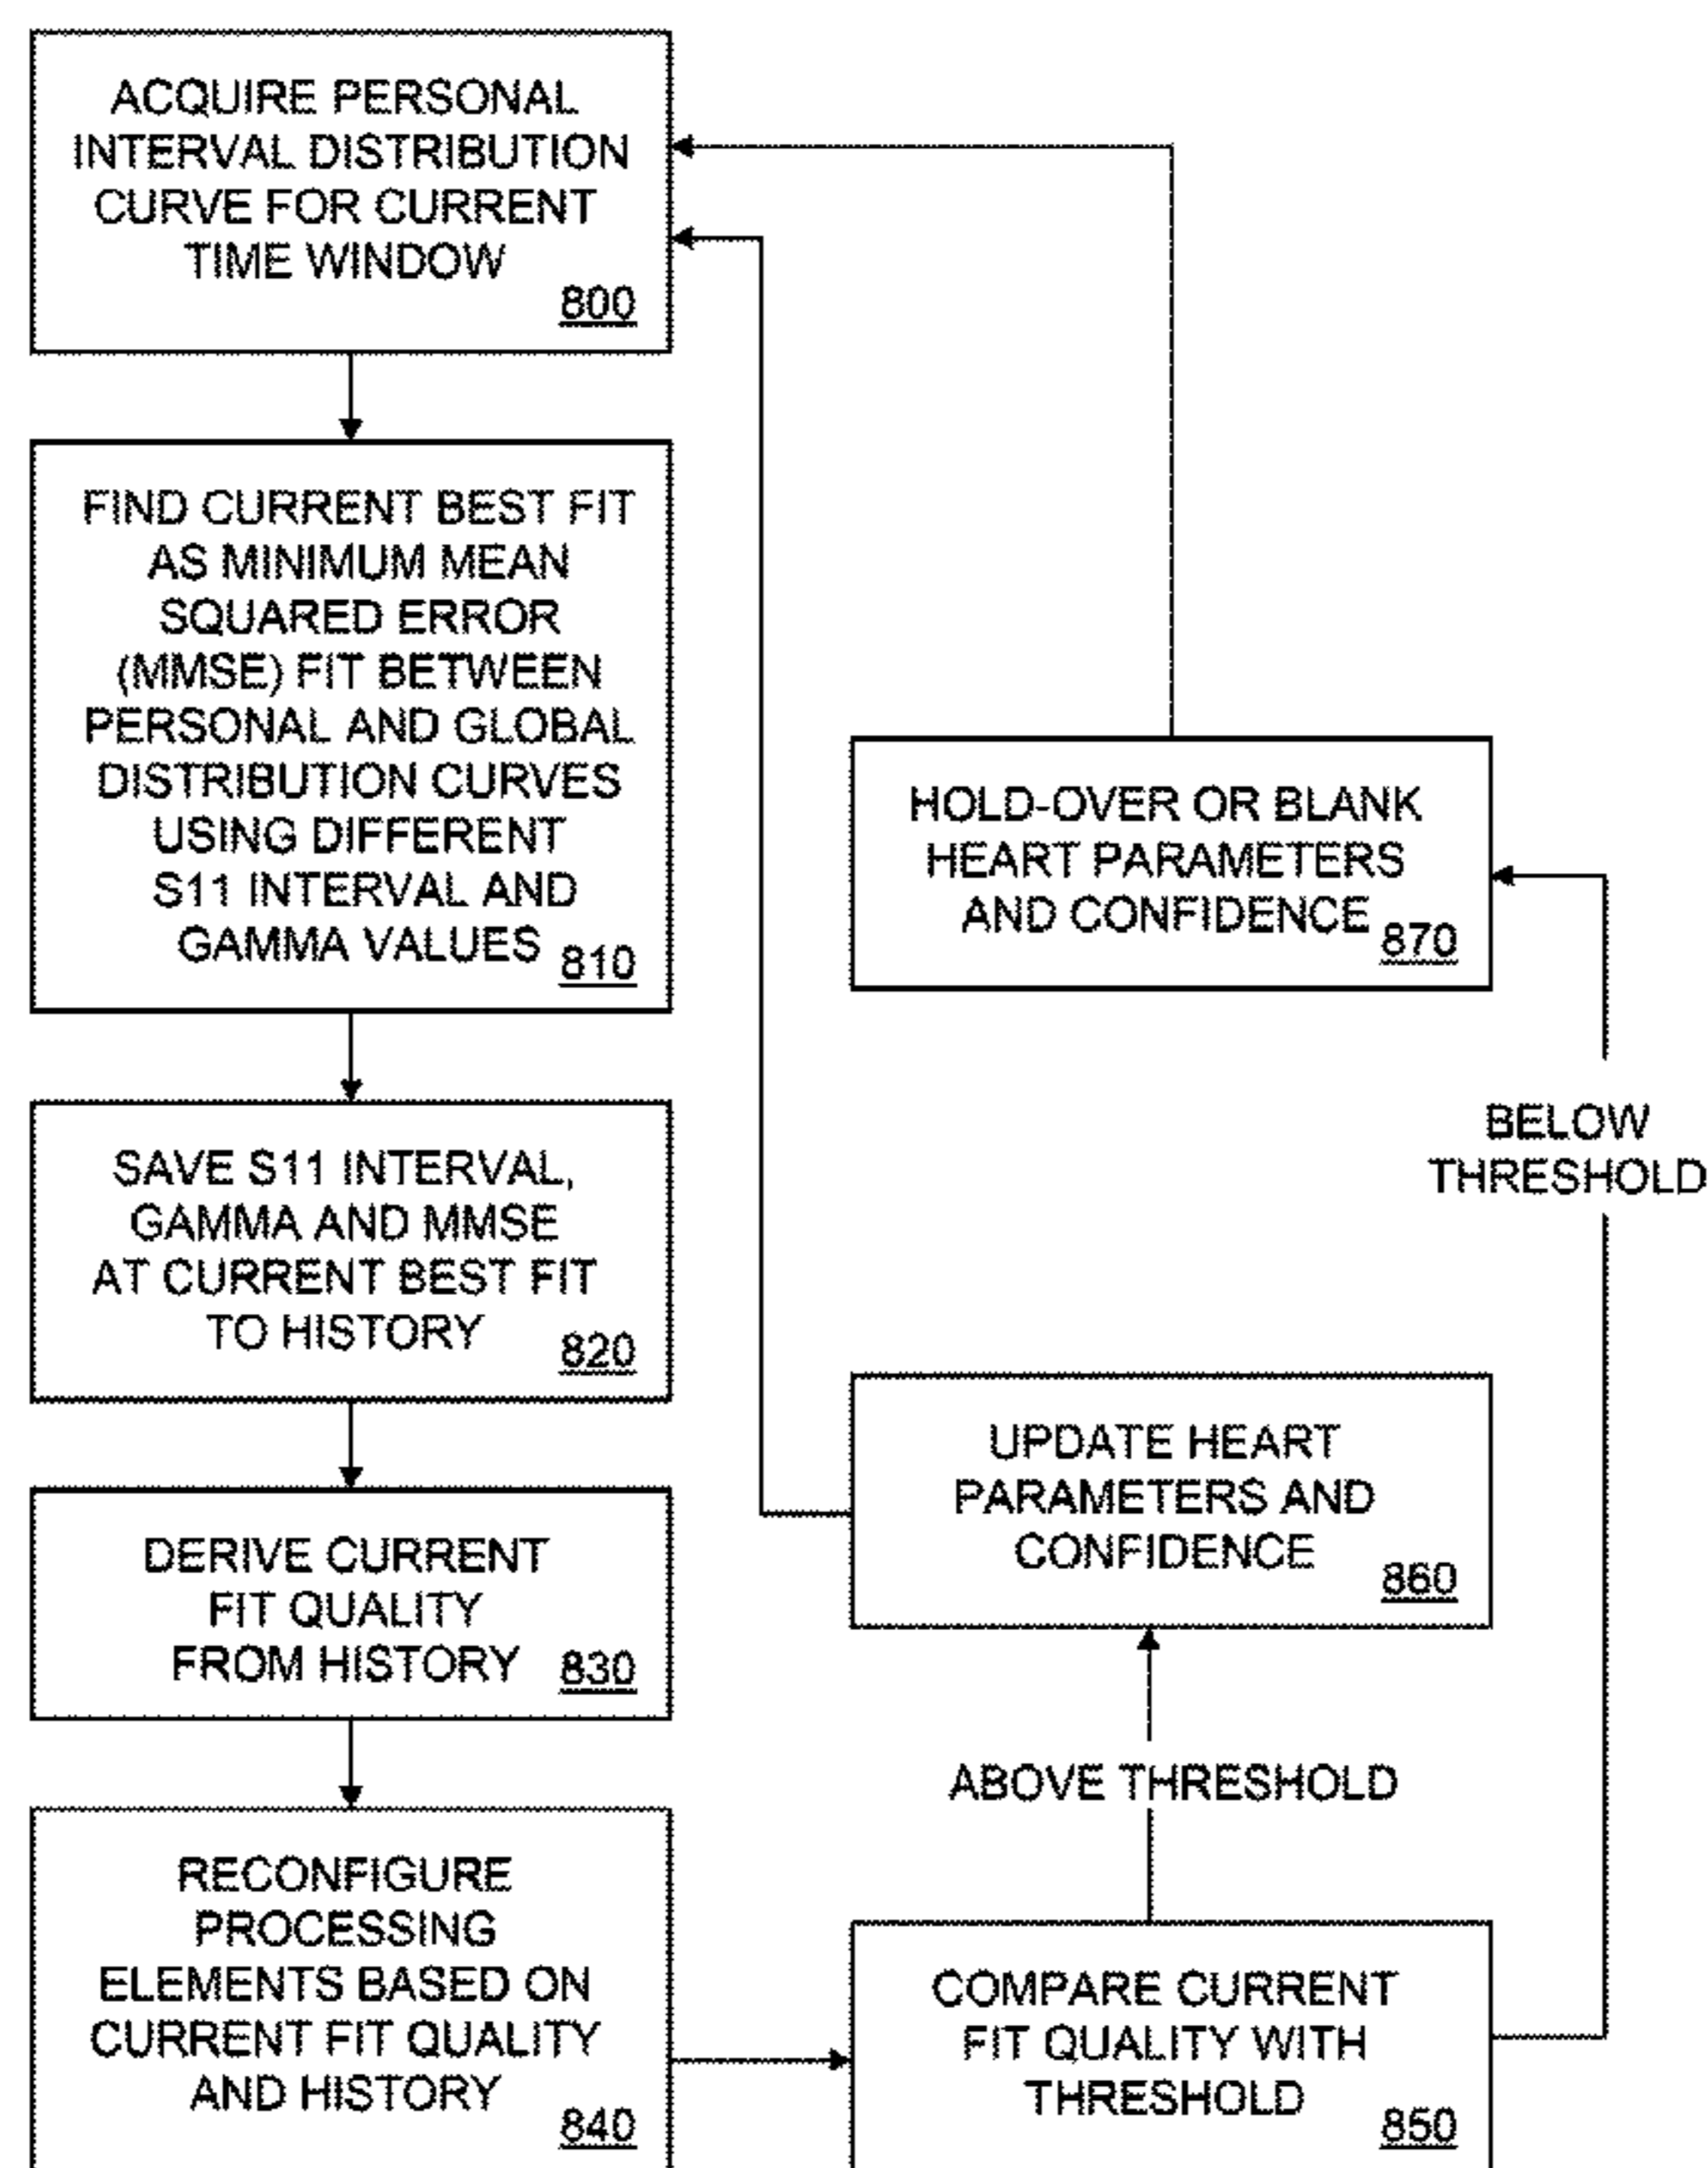 ACQUIRE PERSONAL
INTERVAL DISTRIBUTION
CURVE FOR CURRENT
TIME WINDOW
800
FIND CURRENT BEST FIT
AS MINIMUM MEAN
SQUARED ERROR
(MMSE) FIT BETWEEN
PERSONAL AND GLOBAL
DISTRIBUTION CURVES
USING DIFFERENT
S11 INTERVAL AND
GAMMA VALUES 810
SAVE S11 INTERVAL,
GAMMA AND MMSE
AT CURRENT BEST FIT
TO HISTORY 820
DERIVE CURRENT
FIT QUALITY
FROM HISTORY 830
RECONFIGURE
PROCESSING
ELEMENTS BASED ON
CURRENT FIT QUALITY
AND HISTORY 840
COMPARE CURRENT
FIT QUALITY WITH
THRESHOLD 850
ABOVE THRESHOLD
UPDATE HEART
PARAMETERS AND
CONFIDENCE 860
BELOW
THRESHOLD
HOLD-OVER OR BLANK
HEART PARAMETERS
AND CONFIDENCE 870